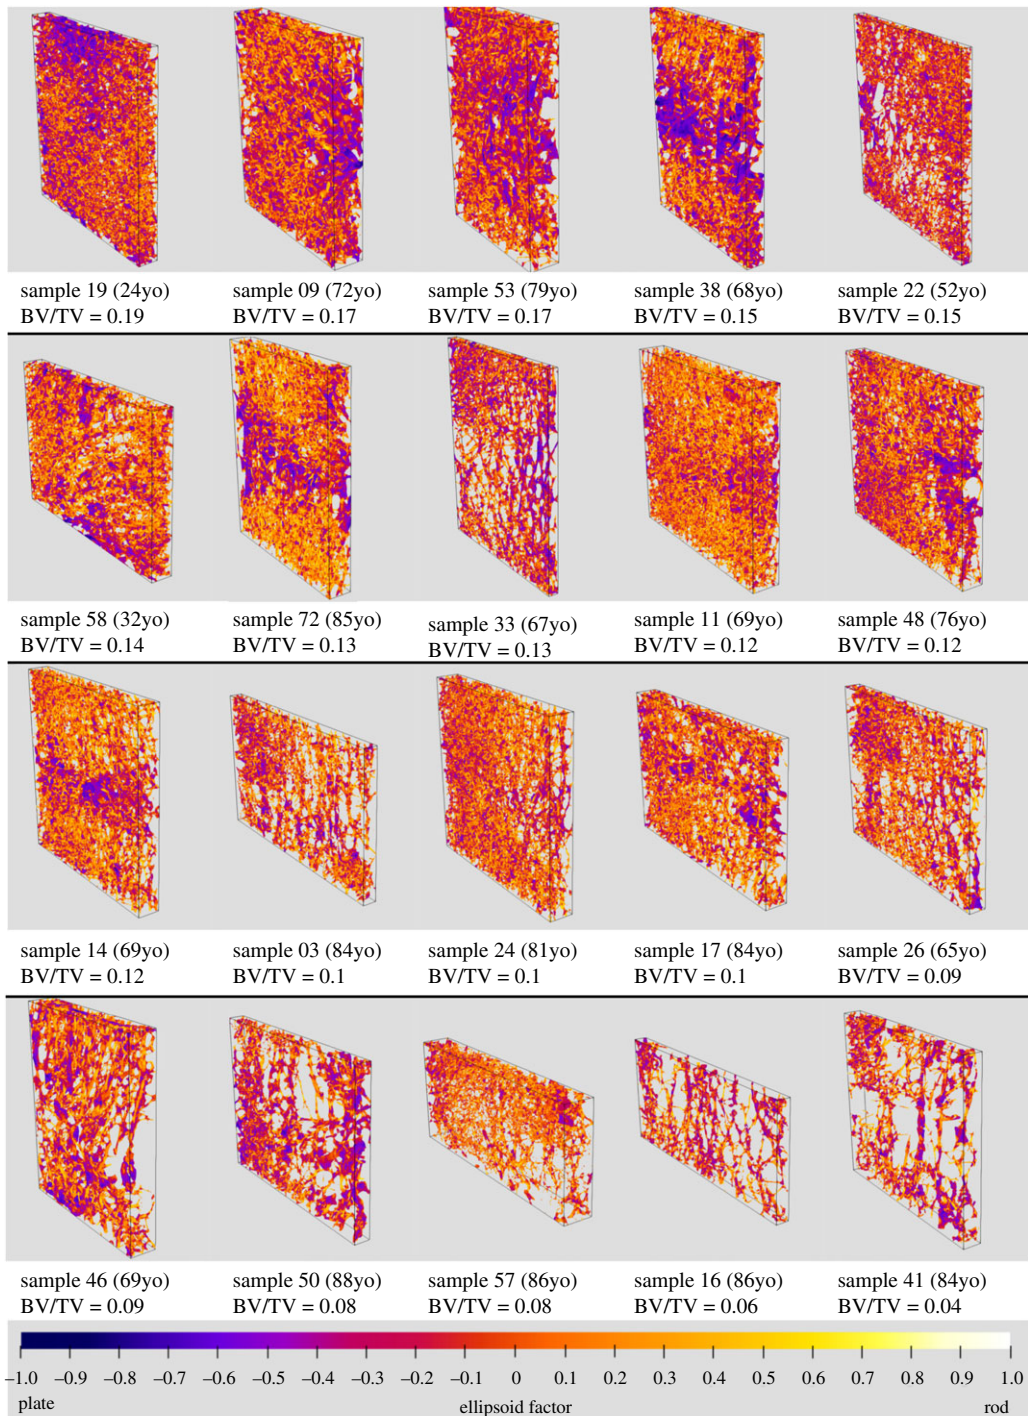 sample 19 (24yo)
BV/TV = 0.19
sample 09 (72yo)
BV/TV = 0.17
sample 53 (79yo)
BV/TV = 0.17
sample 38 (68yo)
BV/TV = 0.15
sample 22 (52yo)
BV/TV = 0.15
sample 58 (32yo)
BV/TV = 0.14
sample 72 (85yo)
BV/TV = 0.13
sample 33 (67yo)
BV/TV = 0.13
sample 11 (69yo)
BV/TV = 0.12
sample 48 (76yo)
BV/TV = 0.12
sample 14 (69yo)
BV/TV = 0.12
sample 03 (84yo)
BV/TV = 0.1
sample 24 (81yo)
BV/TV = 0.1
sample 17 (84yo)
BV/TV = 0.1
sample 26 (65yo)
BV/TV = 0.09
sample 46 (69yo)
BV/TV = 0.09
sample 50 (88yo)
BV/TV = 0.08
sample 57 (86yo)
BV/TV = 0.08
sample 16 (86yo)
BV/TV = 0.06
sample 41 (84yo)
BV/TV = 0.04
–1.0 –0.9 –0.8 –0.7 –0.6 –0.5 –0.4 –0.3 –0.2 –0.1 0 0.1 0.2 0.3 0.4 0.5 0.6 0.7 0.8 0.9 1.0
plate ellipsoid factor rod